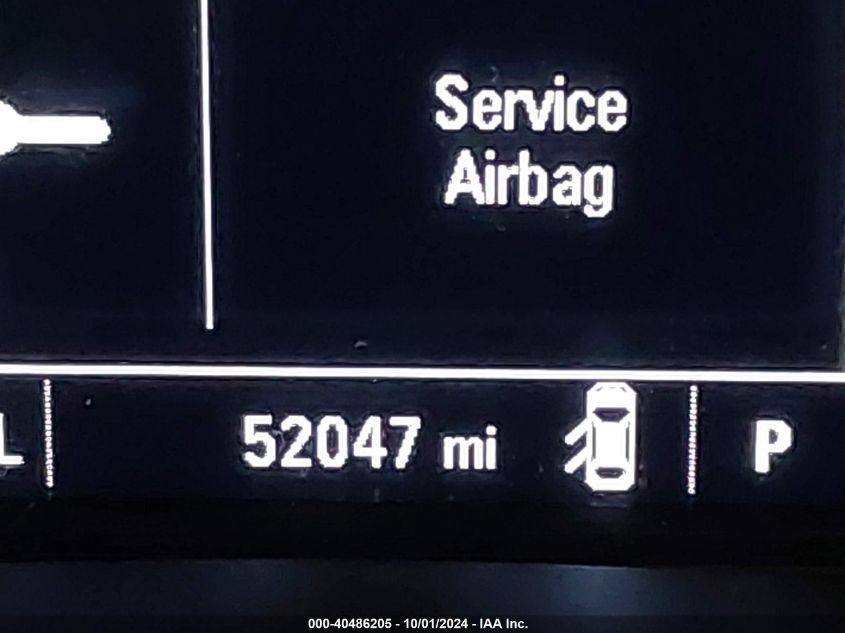 Service
Airbag
L
52047 mi
P
000-40486205 - 10/01/2024 - IAA Inc.